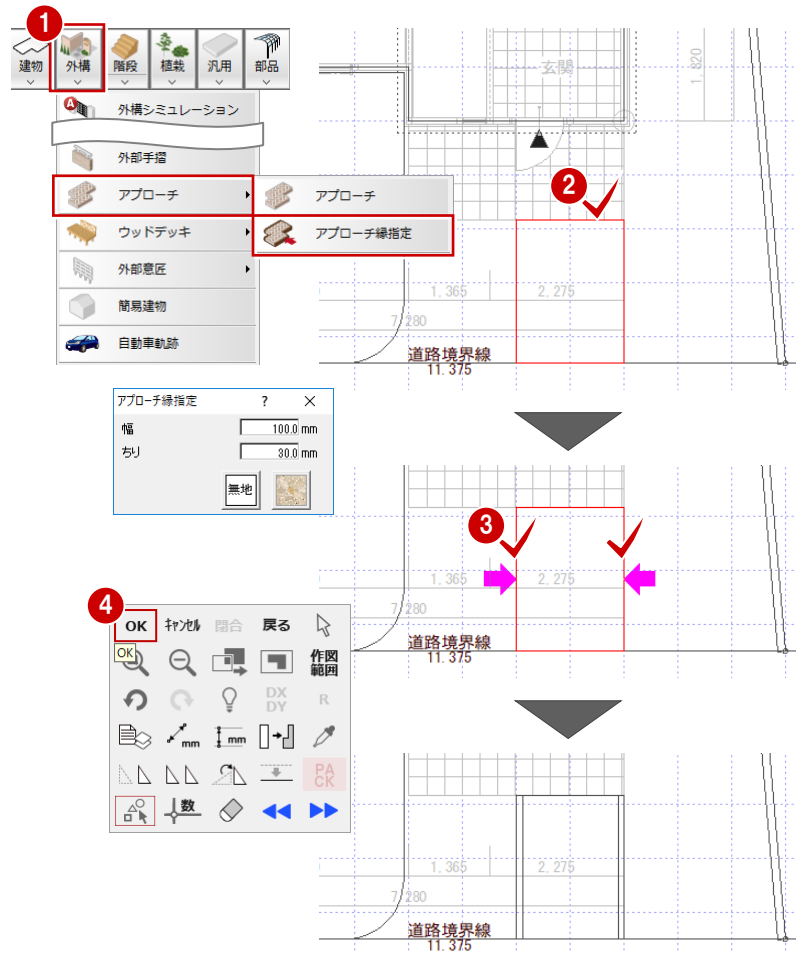 1
建物
外構
階段
植栽
汎用
部品
A
外構シミュレーション
外部手摺
アプローチ
アプローチ
ウッドデッキ
アプローチ縁指定
外部意匠
簡易建物
自動車軌跡
玄関
1,820
2
1,365
2,275
7,280
道路境界線
11.375
アプローチ縁指定 ? ×
幅 100.0 mm
ちり 30.0 mm
無地
3
1,365
2,275
7,280
道路境界線
11.375
4
OK キャンセル 閉合 戻る
OK
作図
範囲
DX
DY
R
mm
mm
PA
CK
数
1,365
2,275
7,280
道路境界線
11.375